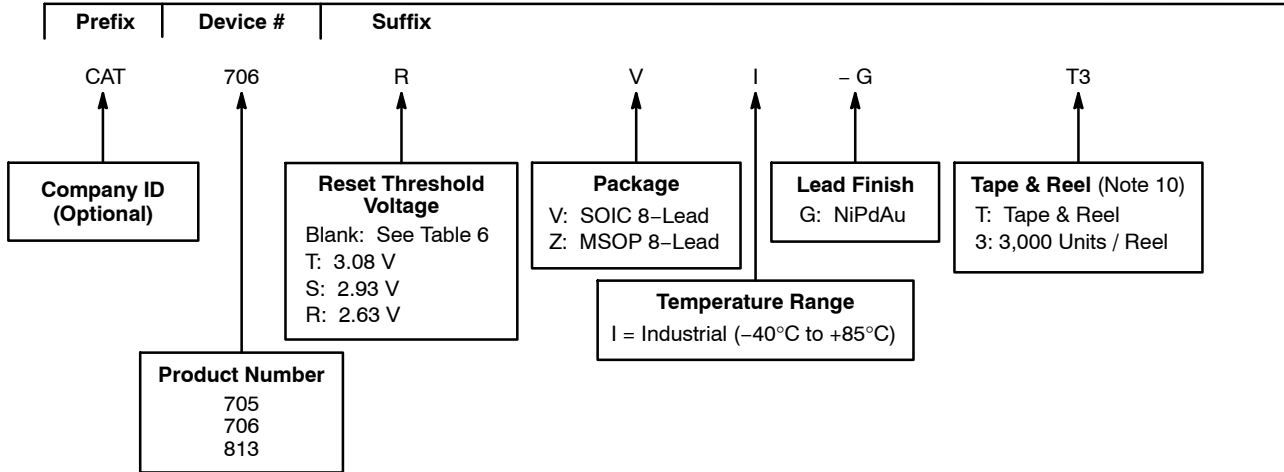 Prefix Device # Suffix
CAT 706 R V I – G T3
Company ID
(Optional)
Reset Threshold
Voltage
Blank: See Table 6
T: 3.08 V
S: 2.93 V
R: 2.63 V
Package
V: SOIC 8–Lead
Z: MSOP 8–Lead
Lead Finish
G: NiPdAu
Tape & Reel (Note 10)
T: Tape & Reel
3: 3,000 Units / Reel
Temperature Range
I = Industrial (–40°C to +85°C)
Product Number
705
706
813